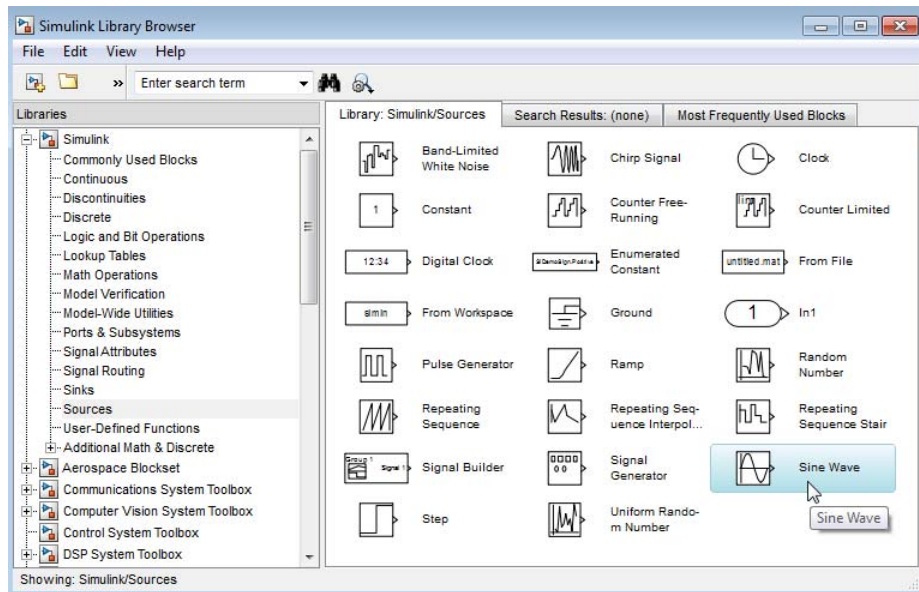 Simulink Library Browser
File Edit View Help
» Enter search term
Libraries
Simulink
Commonly Used Blocks
Continuous
Discontinuities
Discrete
Logic and Bit Operations
Lookup Tables
Math Operations
Model Verification
Model-Wide Utilities
Ports & Subsystems
Signal Attributes
Signal Routing
Sinks
Sources
User-Defined Functions
Additional Math & Discrete
Aerospace Blockset
Communications System Toolbox
Computer Vision System Toolbox
Control System Toolbox
DSP System Toolbox
Library: Simulink/Sources Search Results: (none) Most Frequently Used Blocks
Band-Limited
White Noise
Chirp Signal
Clock
1
Constant
Counter Free-
Running
lim
Counter Limited
12:34
Digital Clock
Enumerated
Constant
untitled.mat
From File
simin
From Workspace
Ground
1
In1
Pulse Generator
Ramp
Random
Number
Repeating
Sequence
Repeating Seq-
uence Interpol...
Repeating
Sequence Stair
Group 1
Signal 1
Signal Builder
Signal
Generator
Sine Wave
Step
Uniform Rando-
m Number
Sine Wave
Showing: Simulink/Sources